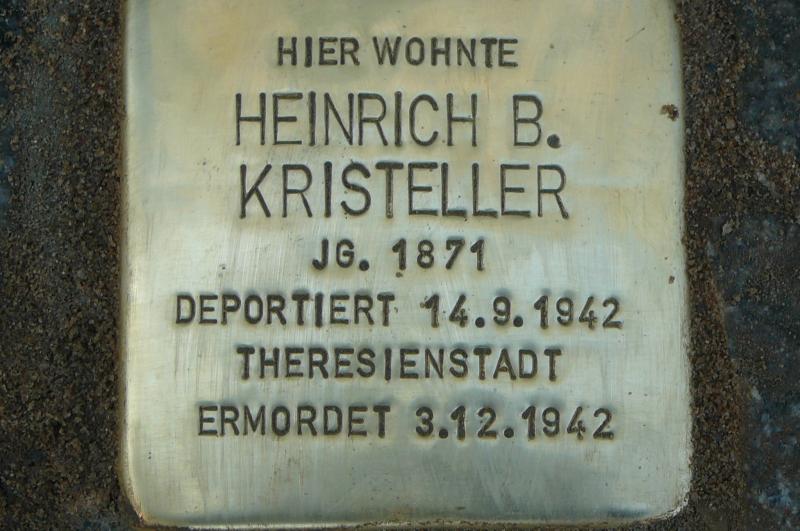 HIER WOHNTE
HEINRICH B.
KRISTELLER
JG. 1871
DEPORTIERT 14.9.1942
THERESIENSTADT
ERMORDET 3.12.1942